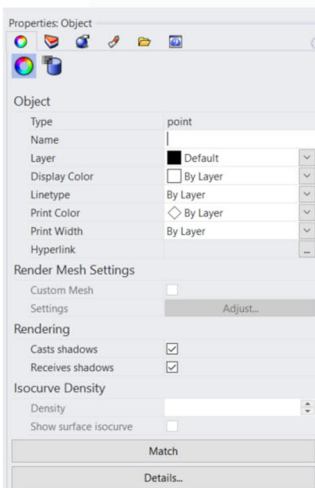 Properties: Object
Object
Type point
Name
Layer Default
Display Color By Layer
Linetype By Layer
Print Color By Layer
Print Width By Layer
Hyperlink ...
Render Mesh Settings
Custom Mesh
Settings Adjust...
Rendering
Casts shadows
Receives shadows
Isocurve Density
Density
Show surface isocurve
Match
Details...